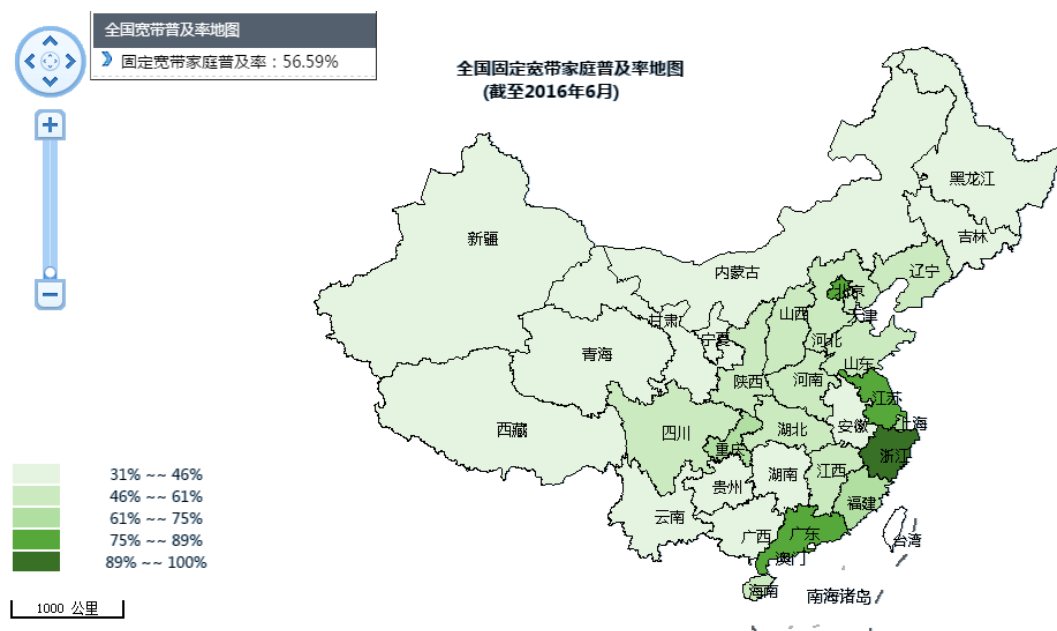 全国宽带普及率地图
固定宽带家庭普及率：56.59%
全国固定宽带家庭普及率地图
(截至2016年6月)
黑龙江
吉林
新疆
辽宁
内蒙古
北京
山西
天津
甘肃
宁夏
河北
青海
山东
陕西
河南
江苏
西藏
四川
湖北
安徽
上海
重庆
浙江
江西
湖南
贵州
福建
云南
广西
广东
台湾
澳门
海南
南海诸岛
31% ~~ 46%
46% ~~ 61%
61% ~~ 75%
75% ~~ 89%
89% ~~ 100%
1000 公里